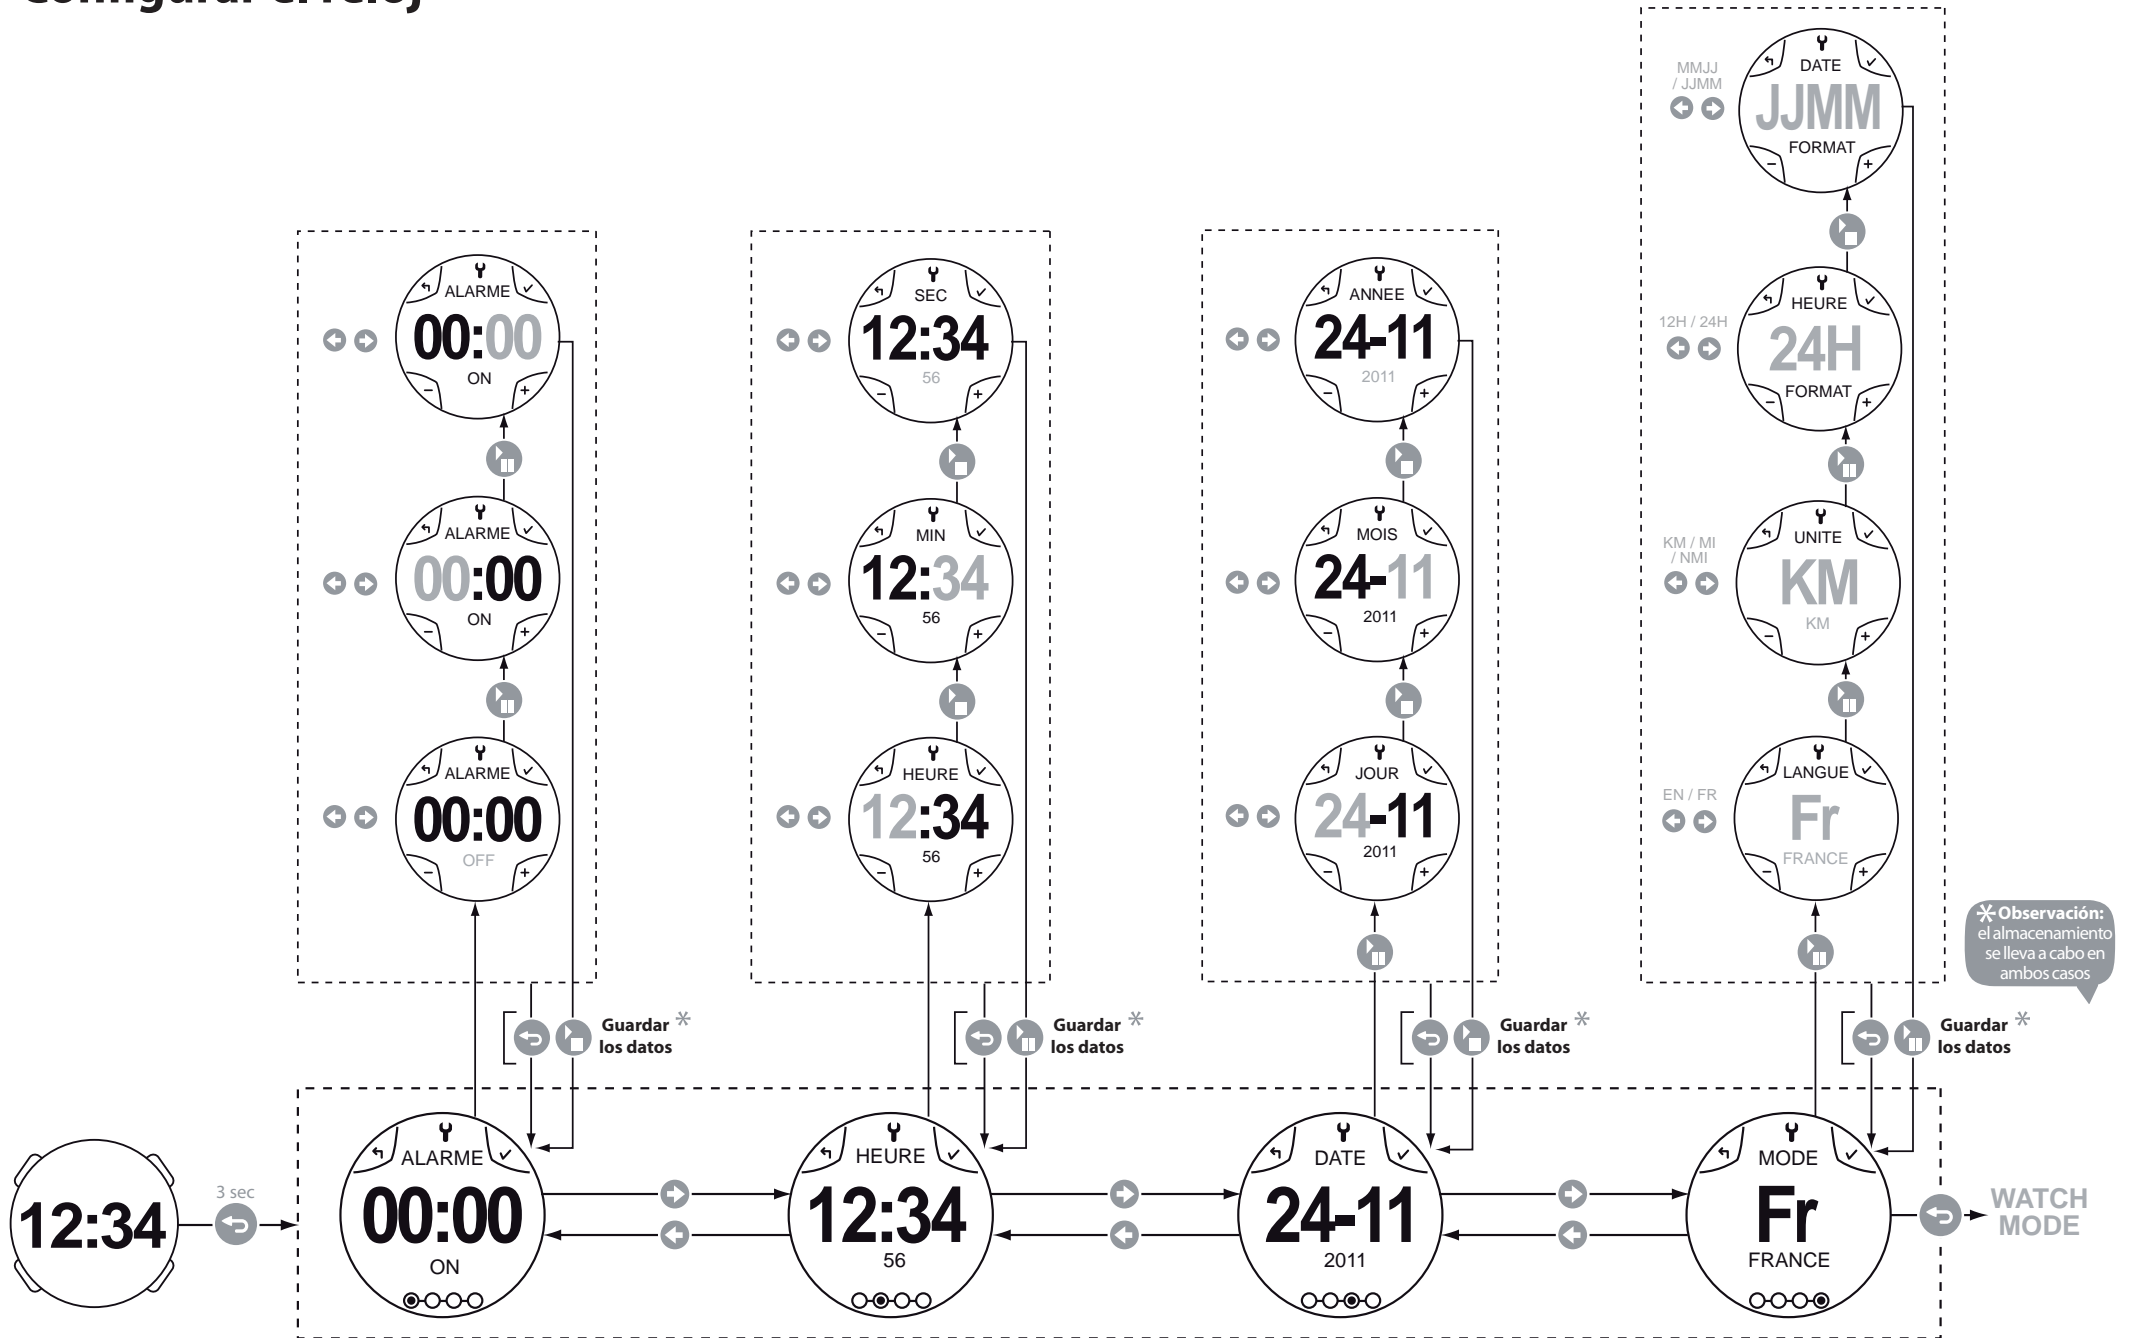 Configurar el reloj
MMJJ
/ JJMM
DATE
JJMM
FORMAT
12H / 24H
HEURE
24H
FORMAT
KM / MI
/ NMI
UNITE
KM
KM
EN / FR
LANGUE
Fr
FRANCE
ALARME
00:00
ON
ALARME
00:00
ON
ALARME
00:00
OFF
SEC
12:34
56
MIN
12:34
56
HEURE
12:34
56
ANNEE
24-11
2011
MOIS
24-11
2011
JOUR
24-11
2011
* Observación:
el almacenamiento
se lleva a cabo en
ambos casos
Guardar *
los datos
Guardar *
los datos
Guardar *
los datos
Guardar *
los datos
12:34
3 sec
ALARME
00:00
ON
HEURE
12:34
56
DATE
24-11
2011
MODE
Fr
FRANCE
WATCH
MODE